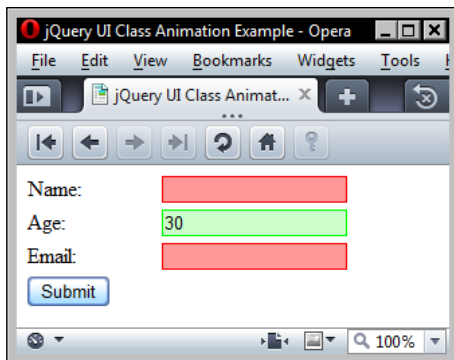 jQuery UI Class Animation Example - Opera
File Edit View Bookmarks Widgets Tools
jQuery UI Class Animat...
Name:
Age: 30
Email:
Submit
100%